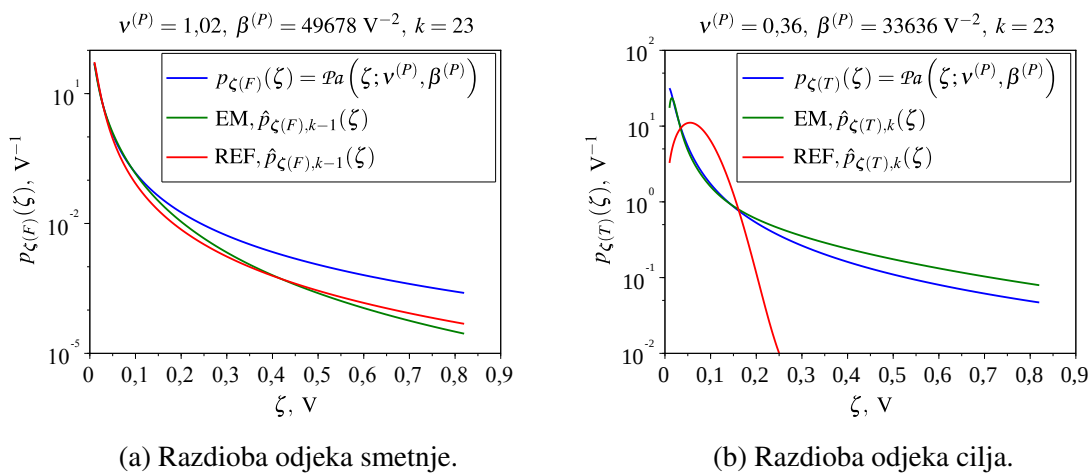 ν^(P) = 1,02, β^(P) = 49678 V^−2, k = 23
p_ζ(F)(ζ) = Pa(ζ; ν^(P), β^(P))
EM, p̂_ζ(F),k−1(ζ)
REF, p̂_ζ(F),k−1(ζ)
p_ζ(F)(ζ), V^−1
10^1
10^-2
10^-5
0 0,1 0,2 0,3 0,4 0,5 0,6 0,7 0,8 0,9
ζ, V
(a) Razdioba odjeka smetnje.
ν^(P) = 0,36, β^(P) = 33636 V^−2, k = 23
p_ζ(T)(ζ) = Pa(ζ; ν^(P), β^(P))
EM, p̂_ζ(T),k(ζ)
REF, p̂_ζ(T),k(ζ)
p_ζ(T)(ζ), V^−1
10^2
10^1
10^0
10^-1
10^-2
0 0,1 0,2 0,3 0,4 0,5 0,6 0,7 0,8 0,9
ζ, V
(b) Razdioba odjeka cilja.